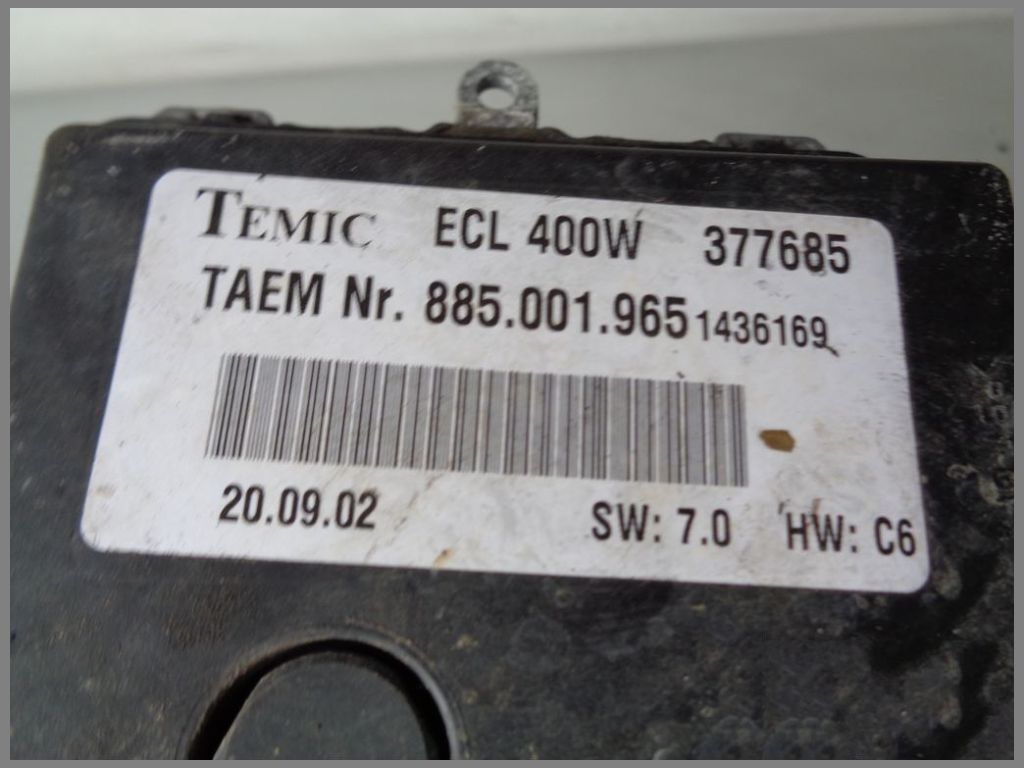 TEMIC ECL 400W 377685
TAEM Nr. 885.001.965 1436169
20.09.02 SW: 7.0 HW: C6